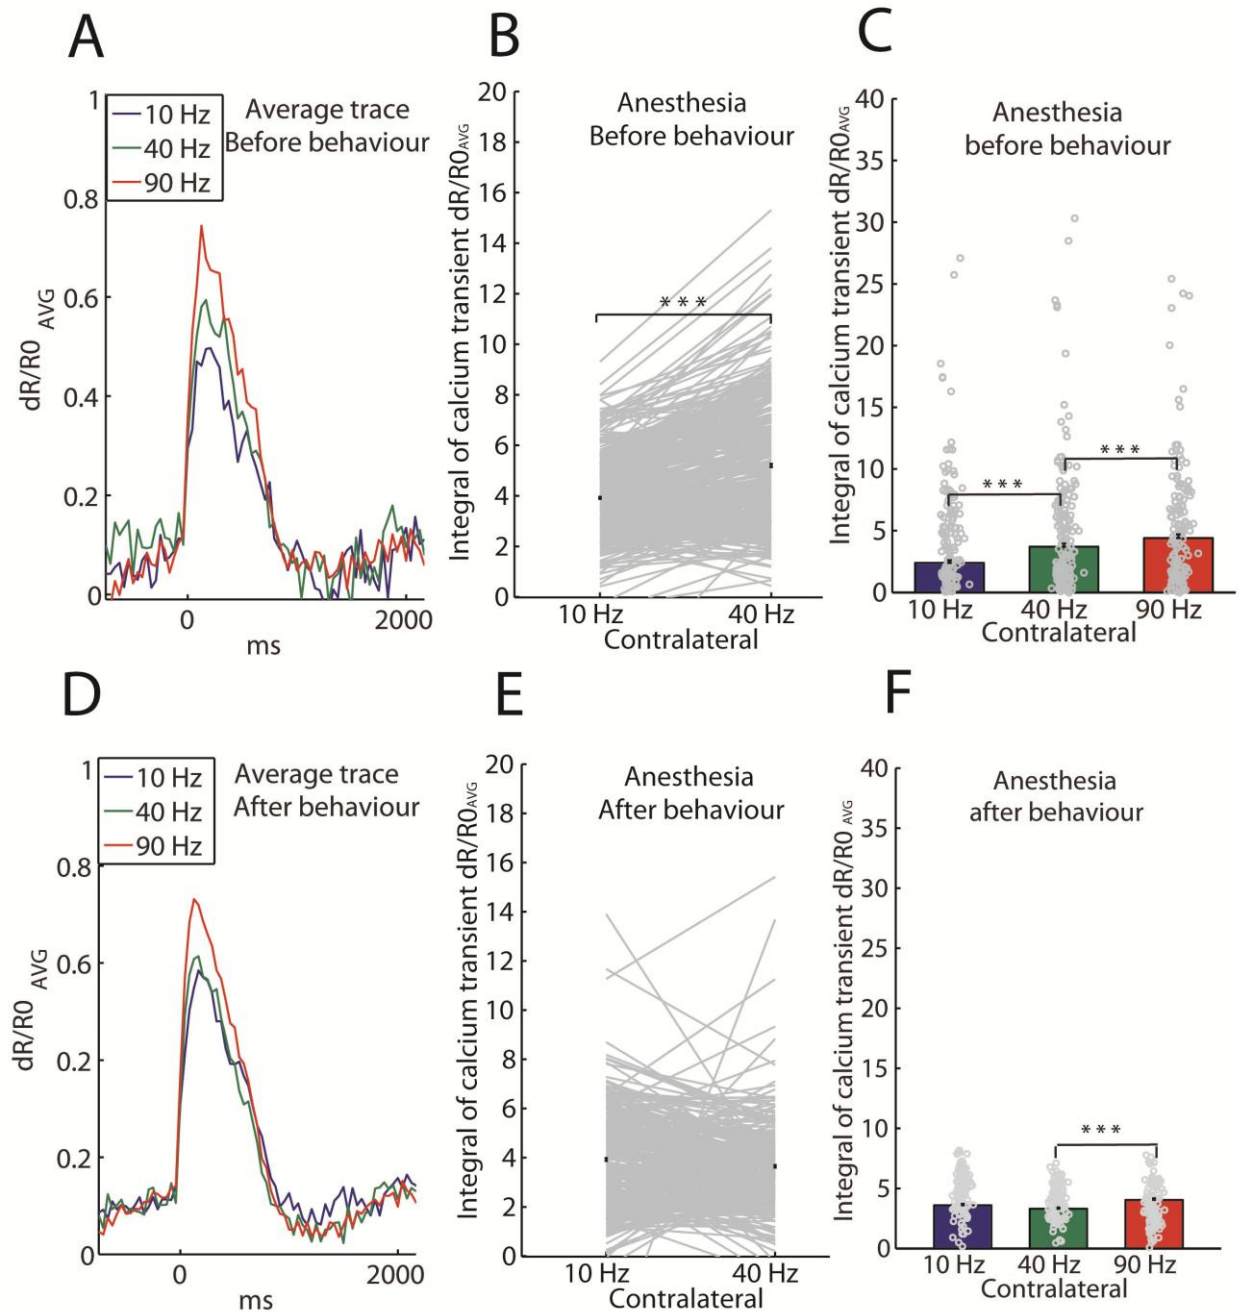 A
1
10 Hz
40 Hz
90 Hz
Average trace
Before behaviour
0.8
0.6
0.4
0.2
0
dR/R0 AVG
0
2000
ms
B
Anesthesia
Before behaviour
20
18
16
14
12
10
8
6
4
2
0
Integral of calcium transient dR/R0AVG
***
10 Hz
40 Hz
Contralateral
C
Anesthesia
before behaviour
40
35
30
25
20
15
10
5
0
Integral of calcium transient dR/R0AVG
***
***
10 Hz
40 Hz
90 Hz
Contralateral
D
1
10 Hz
40 Hz
90 Hz
Average trace
After behaviour
0.8
0.6
0.2
0.2
0
dR/R0 AVG
0
2000
ms
E
Anesthesia
After behaviour
20
18
16
14
12
10
8
6
4
2
0
Integral of calcium transient dR/R0AVG
10 Hz
40 Hz
Contralateral
F
Anesthesia
after behaviour
40
35
30
25
20
15
10
5
0
Integral of calcium transient dR/R0 AVG
***
10 Hz
40 Hz
90 Hz
Contralateral